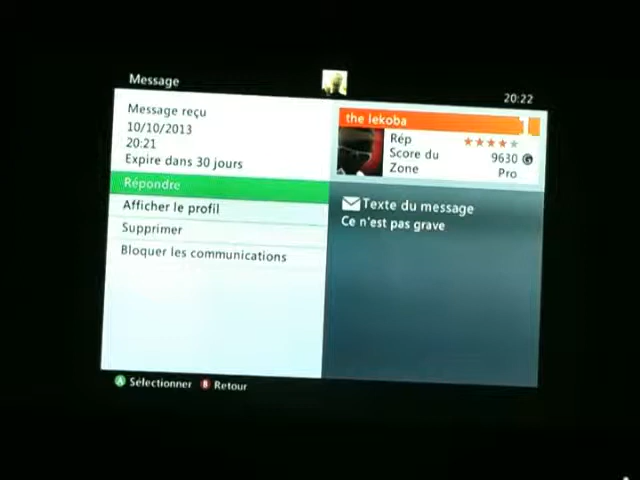 Message
20:22
Message reçu
10/10/2013
20:21
Expire dans 30 jours
Répondre
Afficher le profil
Supprimer
Bloquer les communications
the lekoba
Rép
Score du 9630 G
Zone Pro
Texte du message
Ce n'est pas grave
A Sélectionner B Retour